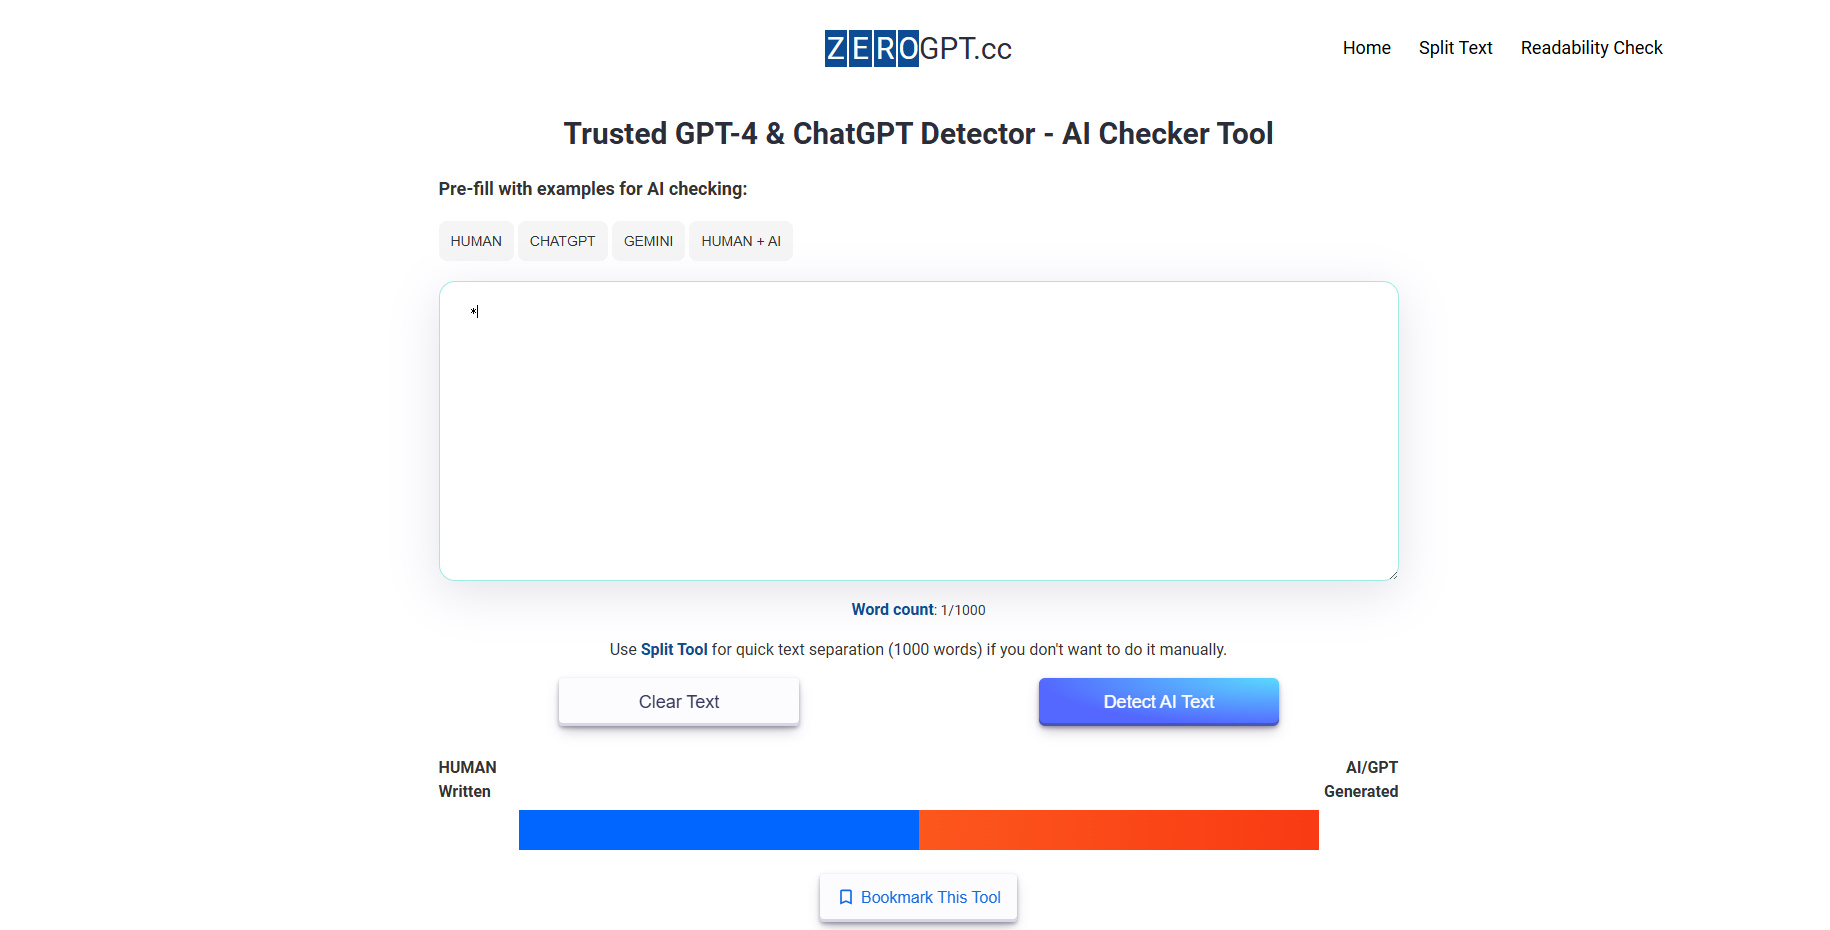 ZEROGPT.cc
Home Split Text Readability Check
Trusted GPT-4 & ChatGPT Detector - AI Checker Tool
Pre-fill with examples for AI checking:
HUMAN CHATGPT GEMINI HUMAN + AI
*
Word count: 1/1000
Use Split Tool for quick text separation (1000 words) if you don't want to do it manually.
Clear Text Detect AI Text
HUMAN AI/GPT
Written Generated
Bookmark This Tool